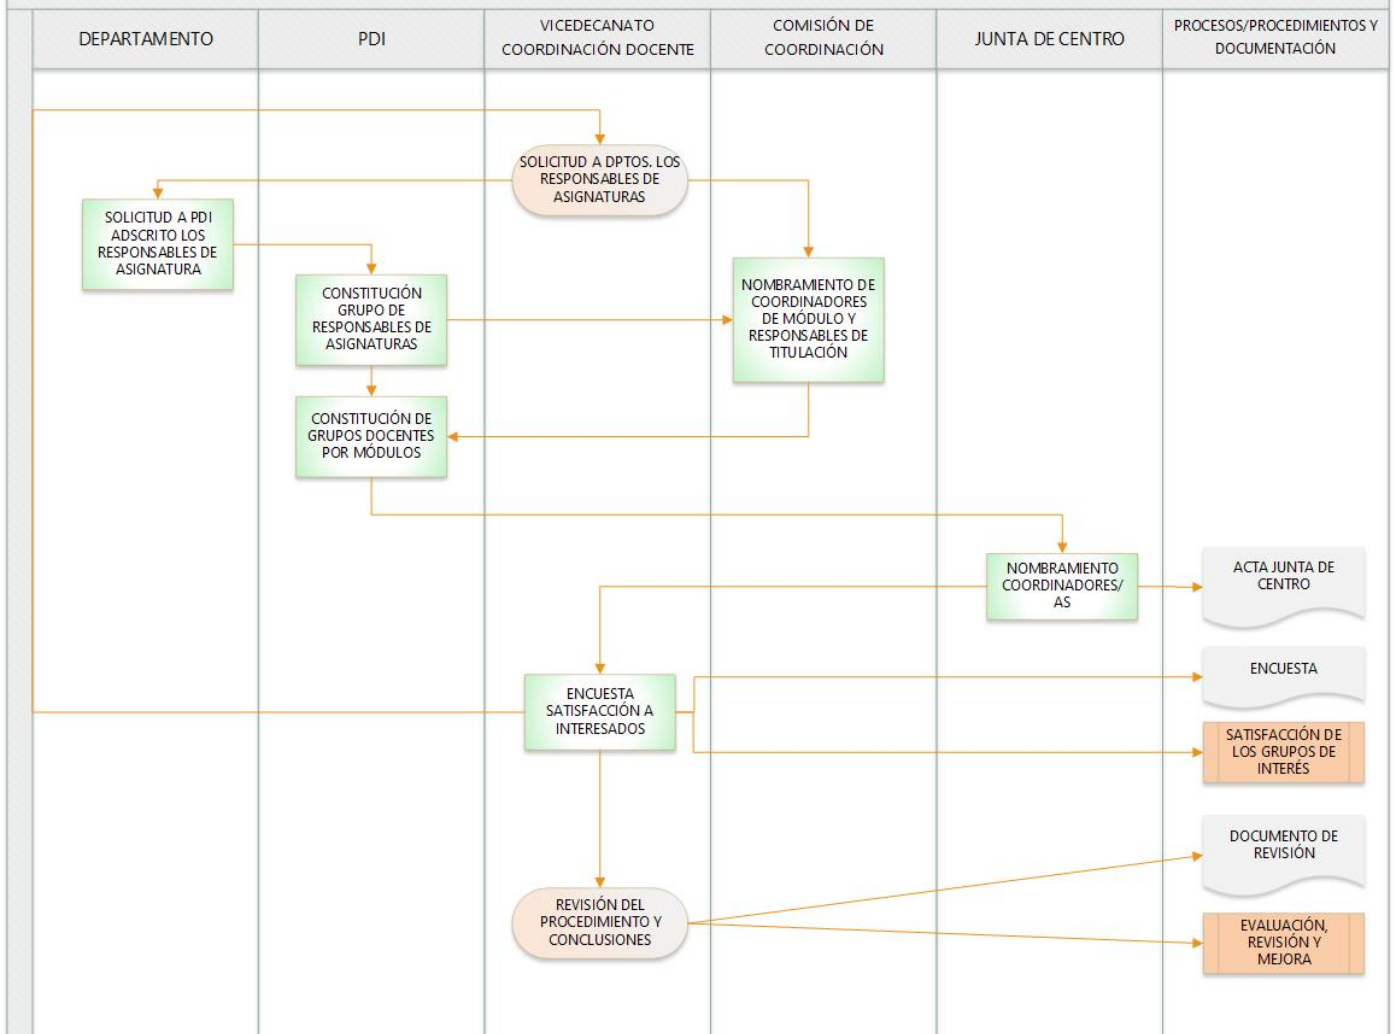 DEPARTAMENTO
PDI
VICEDECANATO
COORDINACIÓN DOCENTE
COMISIÓN DE
COORDINACIÓN
JUNTA DE CENTRO
PROCESOS/PROCEDIMIENTOS Y
DOCUMENTACIÓN
SOLICITUD A DPTOS. LOS
RESPONSABLES DE
ASIGNATURAS
SOLICITUD A PDI
ADSCRITO LOS
RESPONSABLES DE
ASIGNATURA
CONSTITUCIÓN
GRUPO DE
RESPONSABLES DE
ASIGNATURAS
NOMBRAMIENTO DE
COORDINADORES
DE MÓDULO Y
RESPONSABLES DE
TITULACIÓN
CONSTITUCIÓN DE
GRUPOS DOCENTES
POR MÓDULOS
NOMBRAMIENTO
COORDINADORES/
AS
ACTA JUNTA DE
CENTRO
ENCUESTA
SATISFACCIÓN A
INTERESADOS
ENCUESTA
SATISFACCIÓN DE
LOS GRUPOS DE
INTERÉS
DOCUMENTO DE
REVISIÓN
REVISIÓN DEL
PROCEDIMIENTO Y
CONCLUSIONES
EVALUACIÓN,
REVISIÓN Y
MEJORA